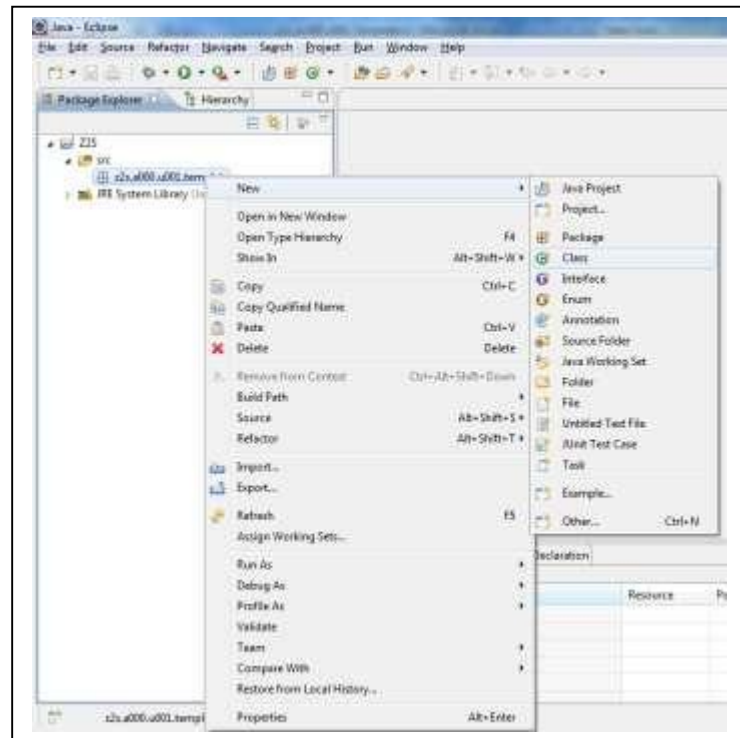 Java - Eclipse
File Edit Source Refactor Navigate Search Project Run Window Help
Package Explorer Hierarchy
src
JRE System Library
New
Open in New Window
Open Type Hierarchy F4
Show In Alt+Shift+W
Copy Ctrl+C
Copy Qualified Name
Paste Ctrl+V
Delete Delete
Remove from Context Ctrl+Alt+Shift+Down
Build Path
Source Alt+Shift+S
Refactor Alt+Shift+T
Import...
Export...
Refresh F5
Assign Working Sets...
Run As
Debug As
Profile As
Validate
Team
Compare With
Restore from Local History...
Properties Alt+Enter
Java Project
Project...
Package
Class
Interface
Enum
Annotation
Source Folder
Java Working Set
Folder
File
Untitled Text File
JUnit Test Case
Task
Example...
Other... Ctrl+N
Declaration
Resource
z2s.a000.u001.templ